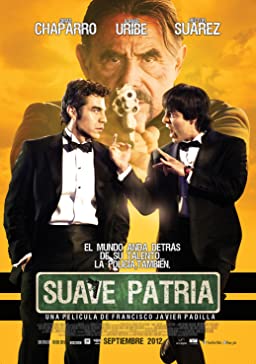 CHAPARRO URIBE SUÁREZ
EL MUNDO ANDA DETRÁS
DE SU TALENTO...
LA POLICÍA TAMBIÉN.
SUAVE PATRIA
UNA PELÍCULA DE FRANCISCO JAVIER PADILLA
SEPTIEMBRE 2012